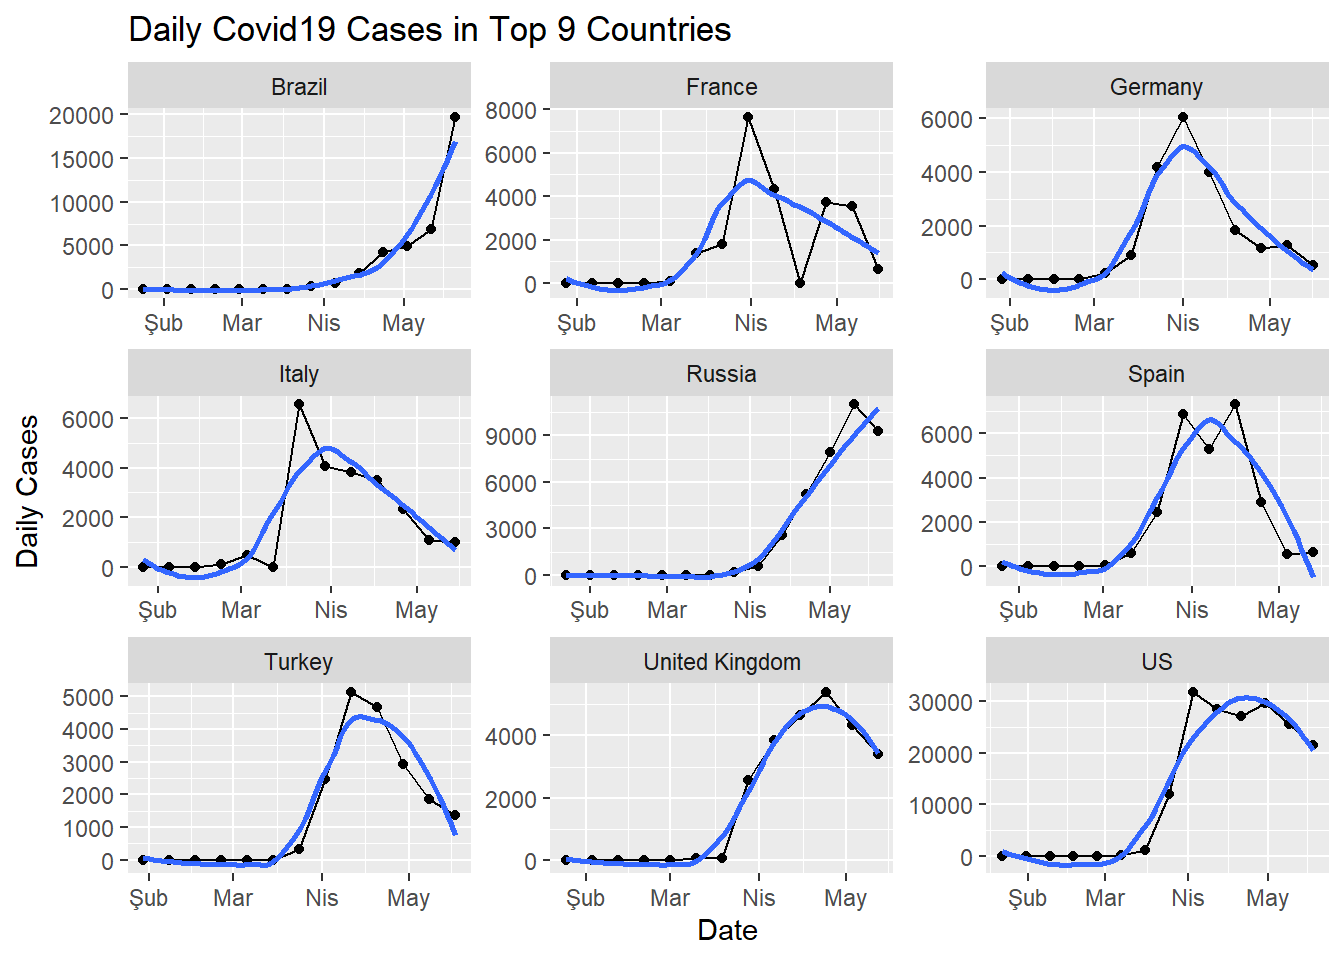 Daily Covid19 Cases in Top 9 Countries
Brazil
France
Germany
20000
15000
10000
5000
0
8000
6000
4000
2000
0
6000
4000
2000
0
Şub Mar Nis May
Şub Mar Nis May
Şub Mar Nis May
Italy
Russia
Spain
Daily Cases
6000
4000
2000
0
9000
6000
3000
0
6000
4000
2000
0
Şub Mar Nis May
Şub Mar Nis May
Şub Mar Nis May
Turkey
United Kingdom
US
5000
4000
3000
2000
1000
0
4000
2000
0
30000
20000
10000
0
Şub Mar Nis May
Şub Mar Nis May
Şub Mar Nis May
Date